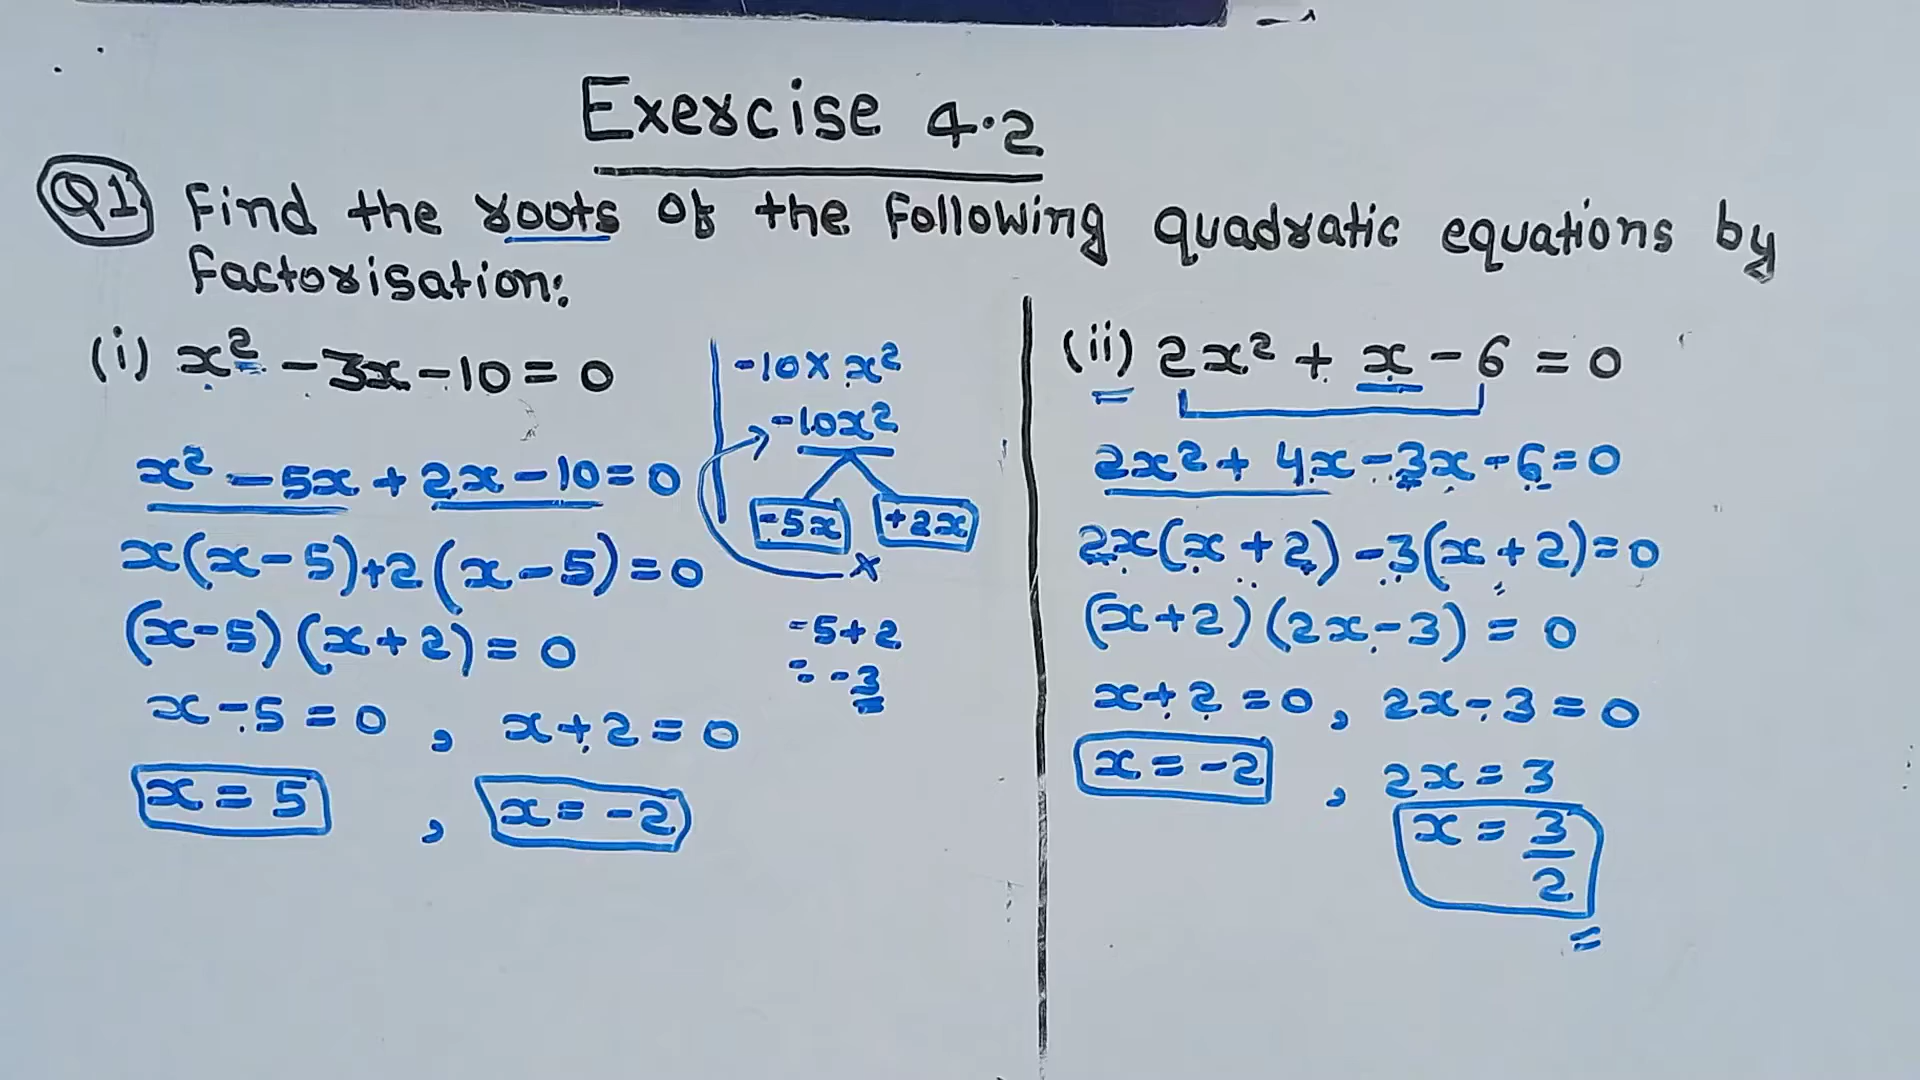 Exercise 4.2
Q1 Find the roots of the following quadratic equations by
factorisation:
(i) x² - 3x - 10 = 0
x² - 5x + 2x - 10 = 0
x(x - 5) + 2(x - 5) = 0
(x - 5) (x + 2) = 0
x - 5 = 0 , x + 2 = 0
x = 5 , x = -2
-10 × x²
-10x²
-5x +2x
×
-5+2
= -3
(ii) 2x² + x - 6 = 0
2x² + 4x - 3x - 6 = 0
2x(x + 2) - 3(x + 2) = 0
(x + 2) (2x - 3) = 0
x + 2 = 0 , 2x - 3 = 0
x = -2 , 2x = 3
x = 3/2